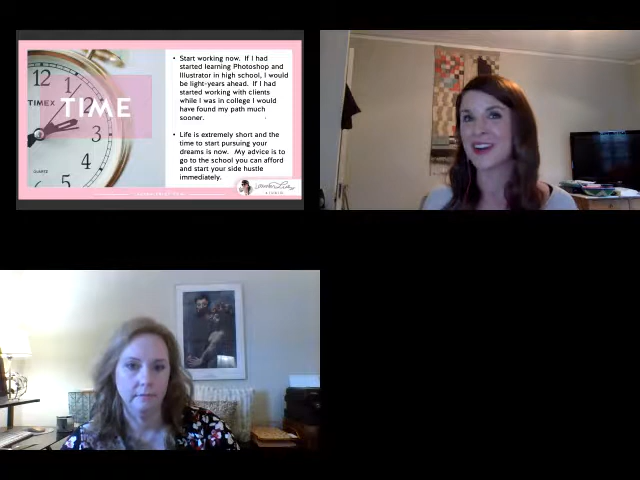 12
1
11
TIMEX
TIME
QUARTZ
4
5
6
• Start working now. If I had
started learning Photoshop and
Illustrator in high school, I would
be light-years ahead. If I had
started working with clients
while I was in college I would
have found my path much
sooner.
• Life is extremely short and the
time to start pursuing your
dreams is now. My advice is to
go to the school you can afford
and start your side hustle
immediately.